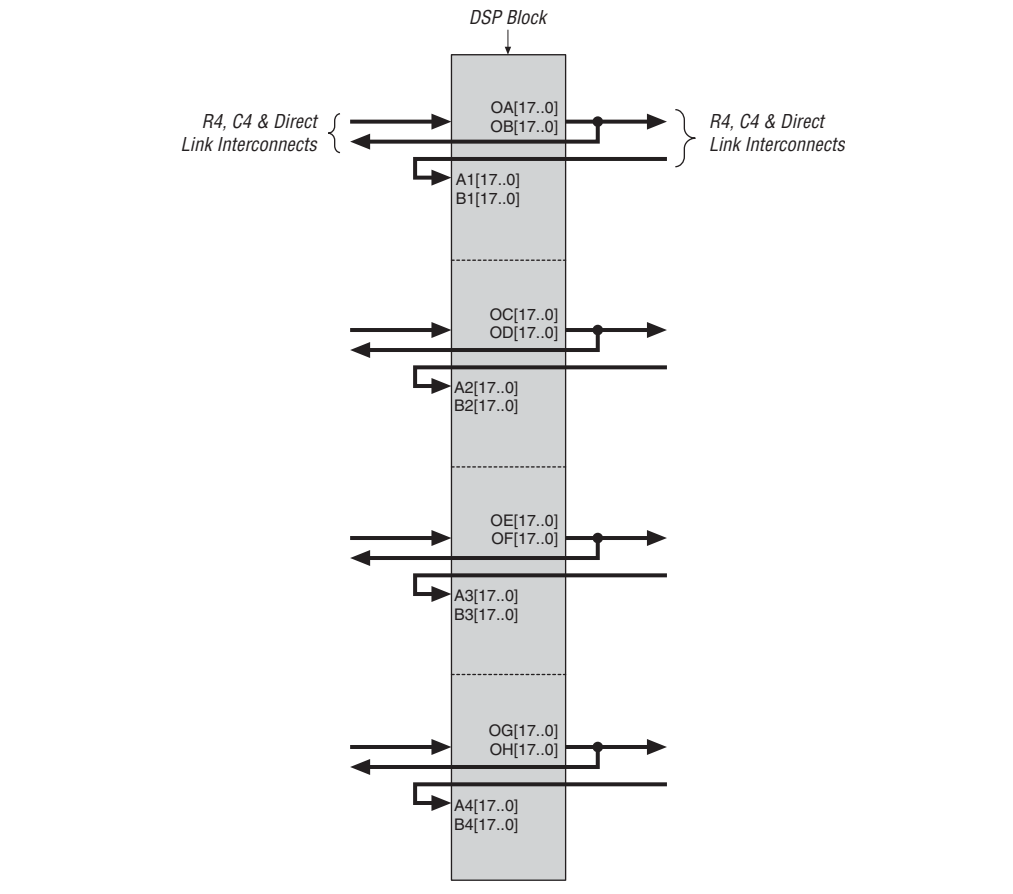 DSP Block
R4, C4 & Direct
Link Interconnects
OA[17..0]
OB[17..0]
R4, C4 & Direct
Link Interconnects
A1[17..0]
B1[17..0]
OC[17..0]
OD[17..0]
A2[17..0]
B2[17..0]
OE[17..0]
OF[17..0]
A3[17..0]
B3[17..0]
OG[17..0]
OH[17..0]
A4[17..0]
B4[17..0]